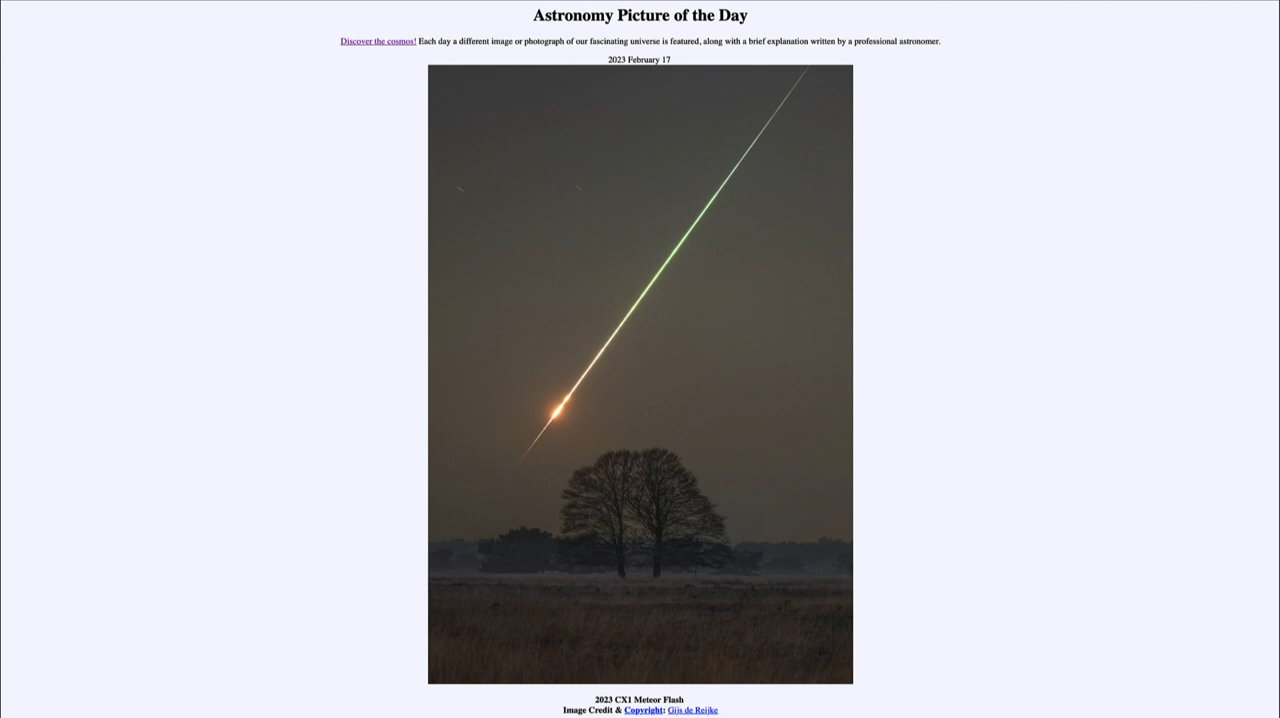 Astronomy Picture of the Day
Discover the cosmos! Each day a different image or photograph of our fascinating universe is featured, along with a brief explanation written by a professional astronomer.
2023 February 17
2023 CX1 Meteor Flash
Image Credit & Copyright: Gijs de Reijke